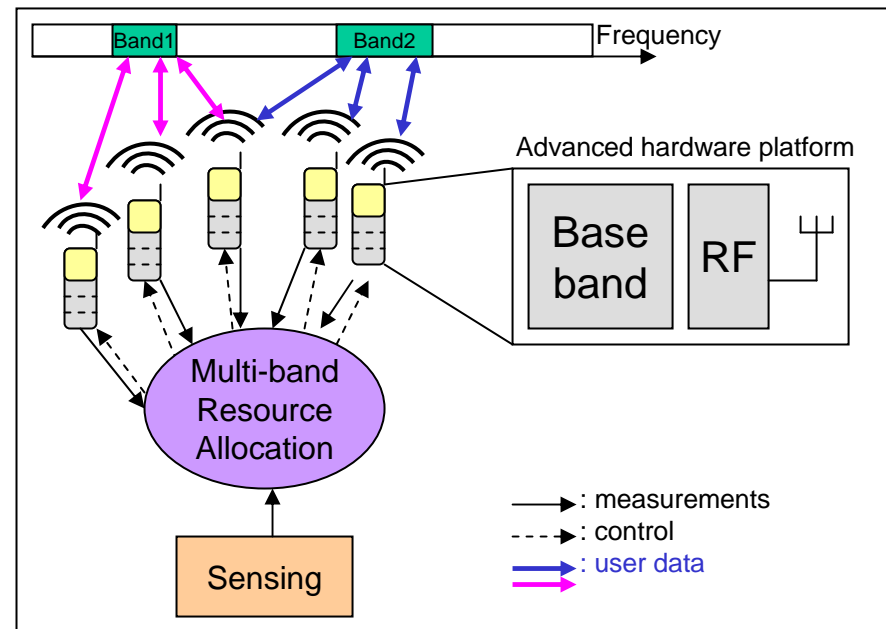 Band1
Band2
Frequency
Advanced hardware platform
Base
band
RF
Multi-band
Resource
Allocation
Sensing
: measurements
: control
: user data